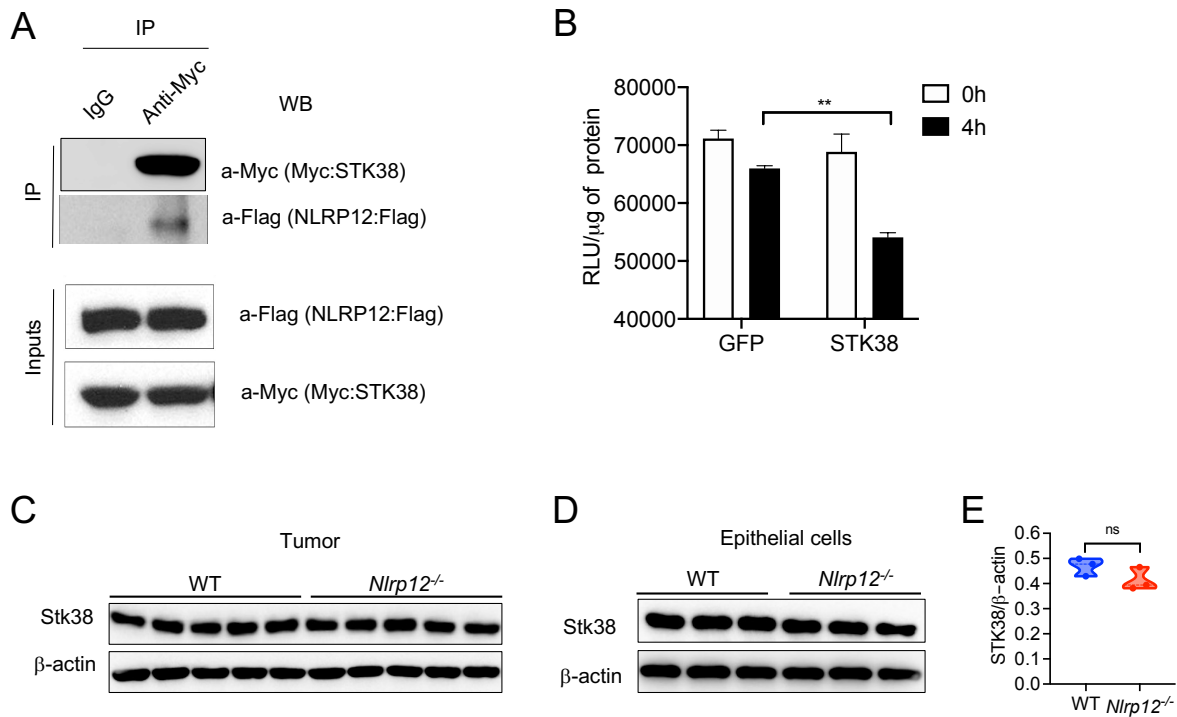 A
IP
IgG
Anti-Myc
WB
IP
a-Myc (Myc:STK38)
a-Flag (NLRP12:Flag)
Inputs
a-Flag (NLRP12:Flag)
a-Myc (Myc:STK38)
B
RLU/μg of protein
80000
70000
60000
50000
40000
**
0h
4h
GFP
STK38
C
Tumor
WT
Nlrp12-/-
Stk38
β-actin
D
Epithelial cells
WT
Nlrp12-/-
Stk38
β-actin
E
STK38/β-actin
0.6
0.5
0.4
0.3
0.2
0.1
0.0
ns
WT
Nlrp12-/-